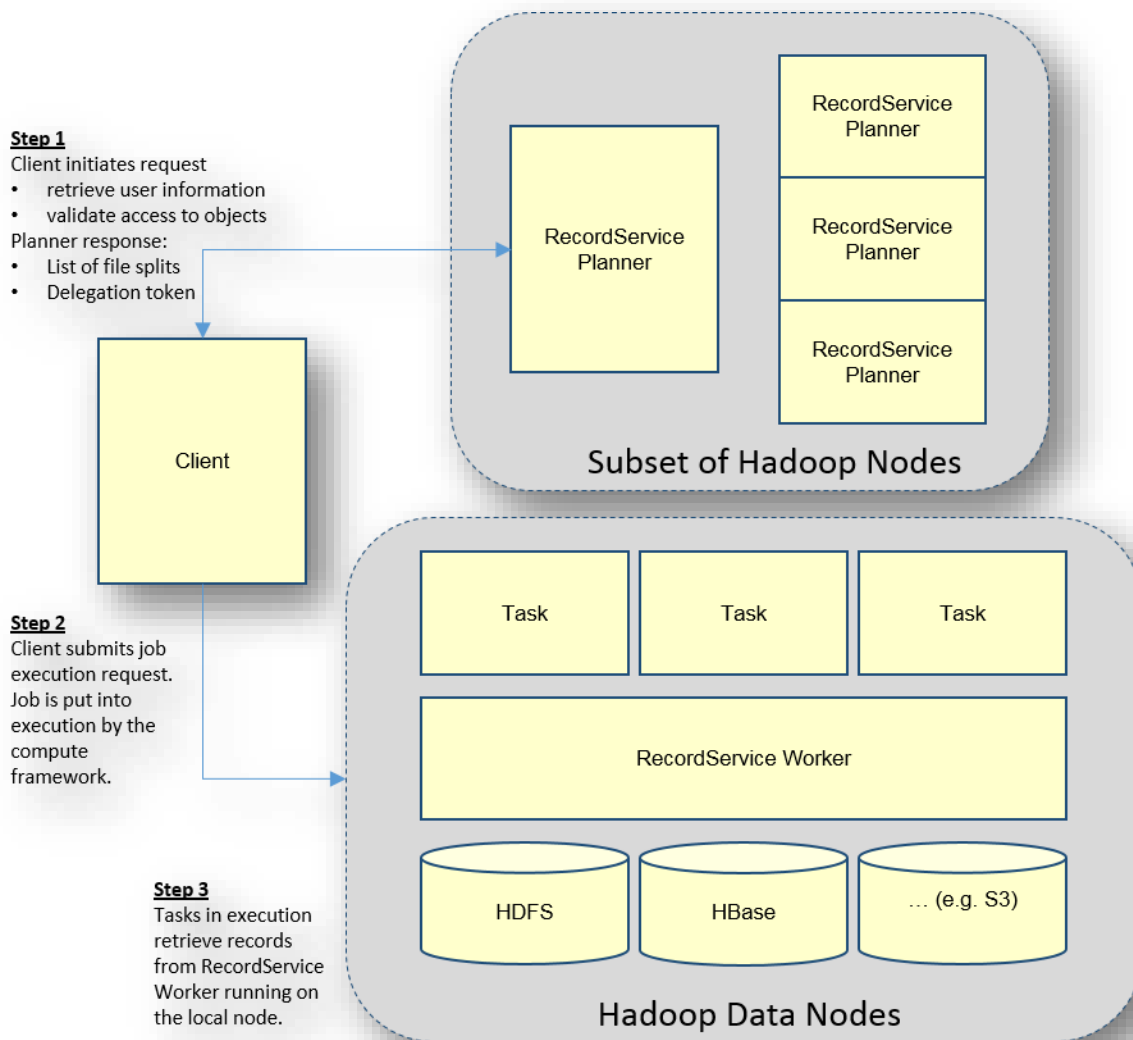 Step 1
Client initiates request
• retrieve user information
• validate access to objects
Planner response:
• List of file splits
• Delegation token
RecordService
Planner
RecordService
Planner
RecordService
Planner
RecordService
Planner
Subset of Hadoop Nodes
Client
Step 2
Client submits job
execution request.
Job is put into
execution by the
compute
framework.
Task
Task
Task
RecordService Worker
HDFS
HBase
... (e.g. S3)
Step 3
Tasks in execution
retrieve records
from RecordService
Worker running on
the local node.
Hadoop Data Nodes